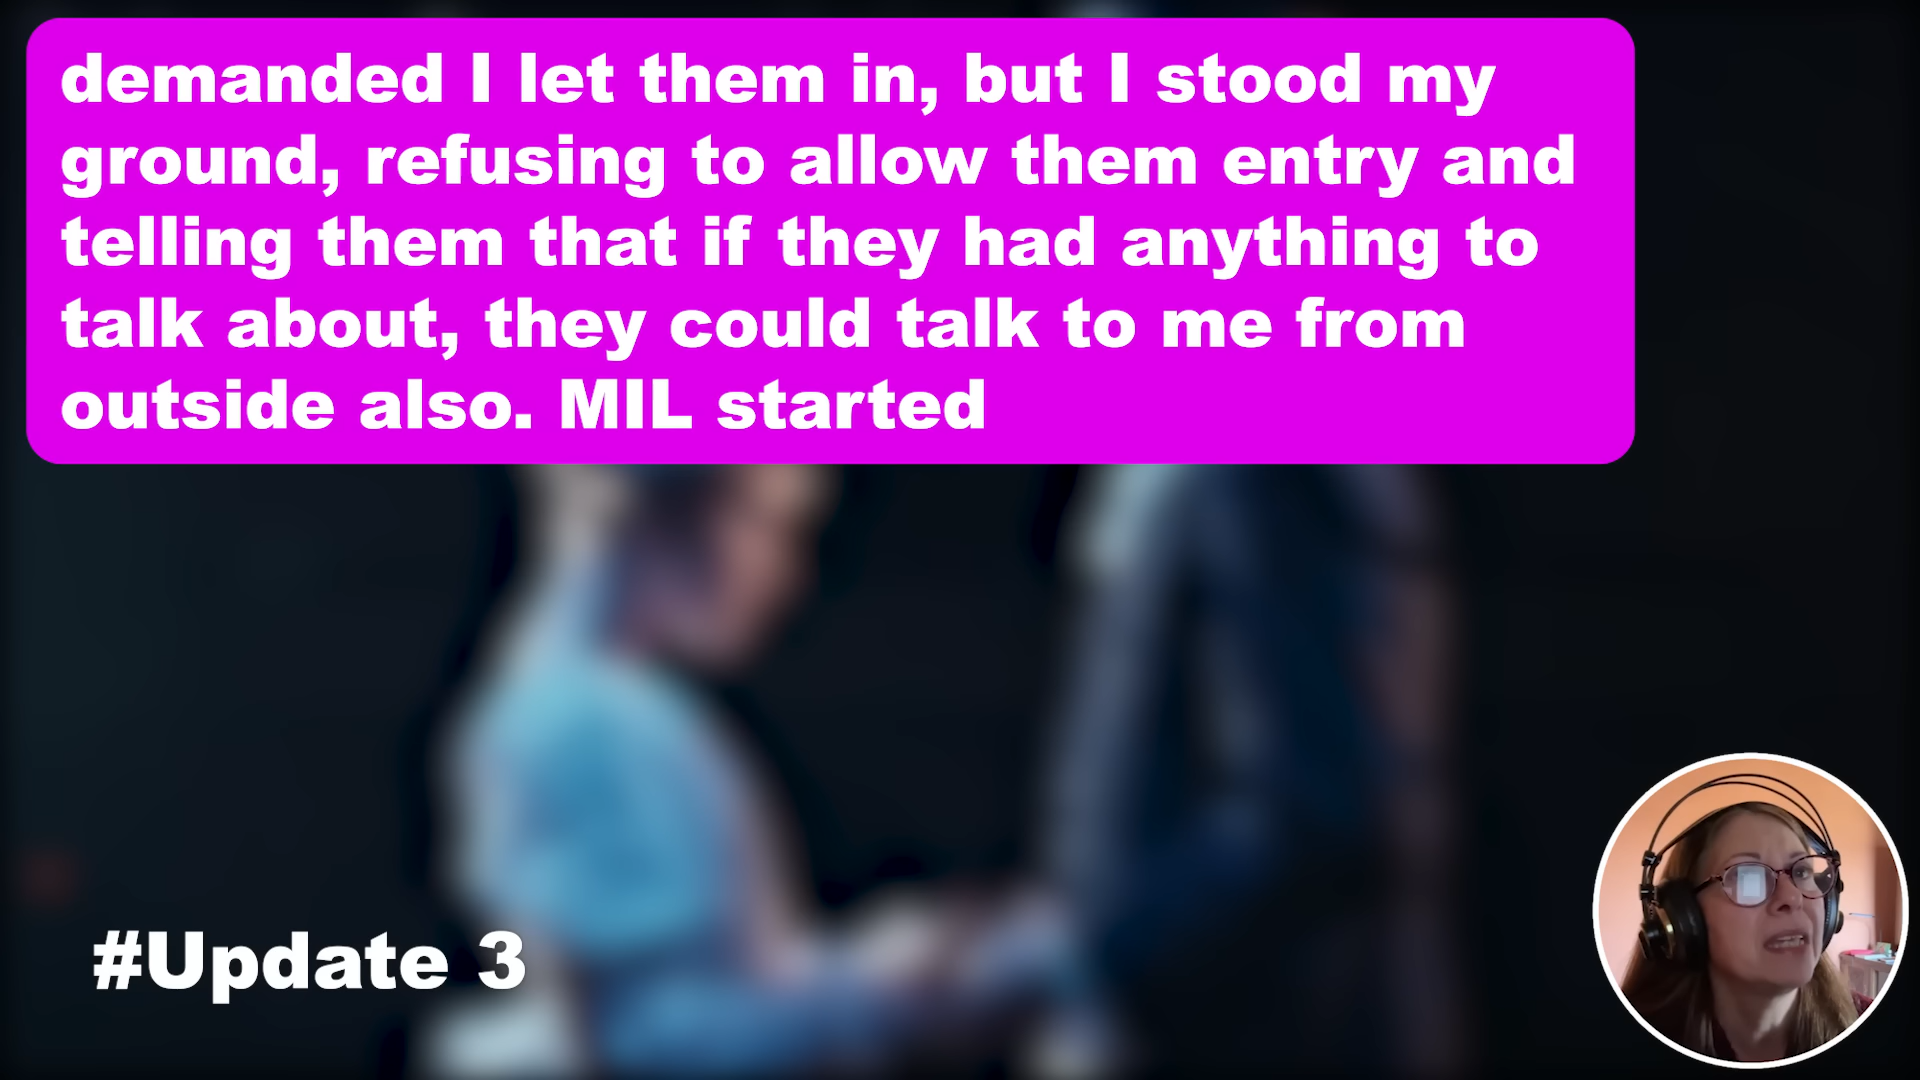 demanded I let them in, but I stood my
ground, refusing to allow them entry and
telling them that if they had anything to
talk about, they could talk to me from
outside also. MIL started
#Update 3